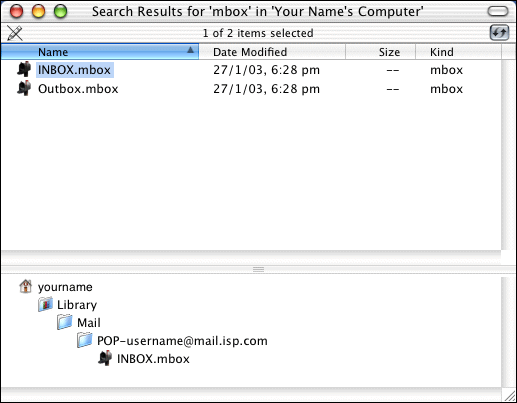 Search Results for 'mbox' in 'Your Name's Computer'
1 of 2 items selected
Name Date Modified Size Kind
INBOX.mbox 27/1/03, 6:28 pm -- mbox
Outbox.mbox 27/1/03, 6:28 pm -- mbox
yourname
Library
Mail
POP-username@mail.isp.com
INBOX.mbox